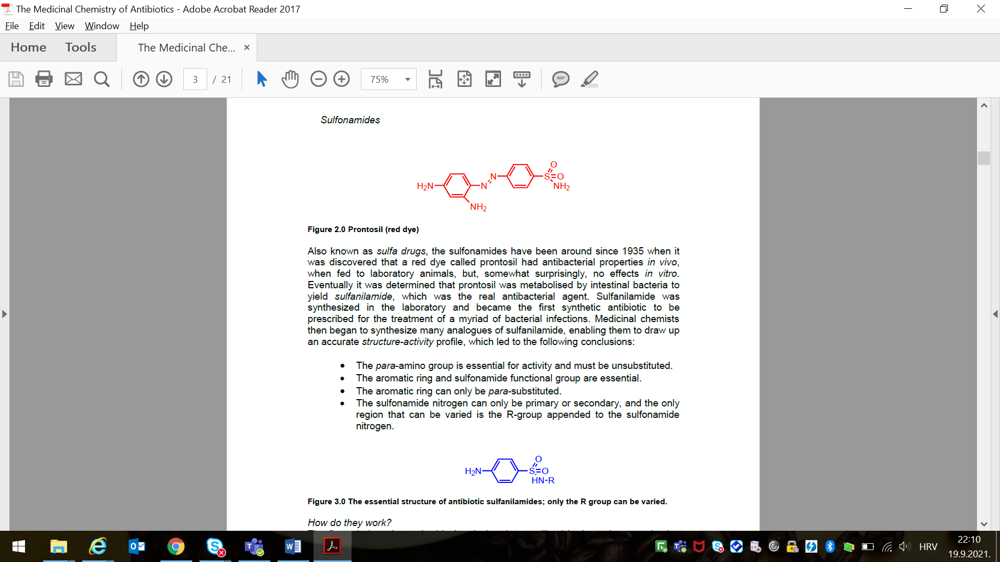 The Medicinal Chemistry of Antibiotics - Adobe Acrobat Reader 2017
File Edit View Window Help
Home Tools The Medicinal Che... ×
3 / 21 75%
Sulfonamides
O
N S=O
H₂N N NH₂
NH₂
Figure 2.0 Prontosil (red dye)
Also known as sulfa drugs, the sulfonamides have been around since 1935 when it
was discovered that a red dye called prontosil had antibacterial properties in vivo,
when fed to laboratory animals, but, somewhat surprisingly, no effects in vitro.
Eventually it was determined that prontosil was metabolised by intestinal bacteria to
yield sulfanilamide, which was the real antibacterial agent. Sulfanilamide was
synthesized in the laboratory and became the first synthetic antibiotic to be
prescribed for the treatment of a myriad of bacterial infections. Medicinal chemists
then began to synthesize many analogues of sulfanilamide, enabling them to draw up
an accurate structure-activity profile, which led to the following conclusions:
• The para-amino group is essential for activity and must be unsubstituted.
• The aromatic ring and sulfonamide functional group are essential.
• The aromatic ring can only be para-substituted.
• The sulfonamide nitrogen can only be primary or secondary, and the only
region that can be varied is the R-group appended to the sulfonamide
nitrogen.
O
H₂N S=O
HN-R
Figure 3.0 The essential structure of antibiotic sulfanilamides; only the R group can be varied.
How do they work?
HRV
22:10
19.9.2021.